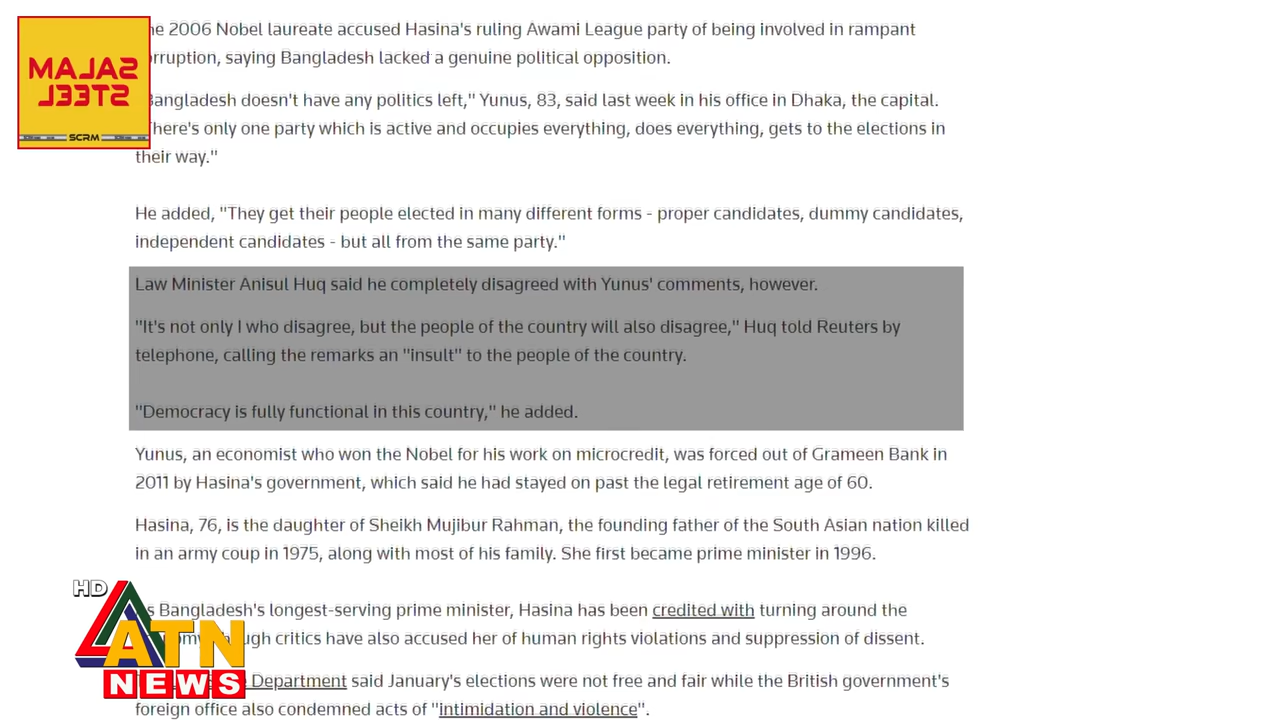 he 2006 Nobel laureate accused Hasina's ruling Awami League party of being involved in rampant
rruption, saying Bangladesh lacked a genuine political opposition.
SALAM
STEEL
SCRM
Bangladesh doesn't have any politics left," Yunus, 83, said last week in his office in Dhaka, the capital.
There's only one party which is active and occupies everything, does everything, gets to the elections in
their way."
He added, "They get their people elected in many different forms - proper candidates, dummy candidates,
independent candidates - but all from the same party."
Law Minister Anisul Huq said he completely disagreed with Yunus' comments, however.
"It's not only I who disagree, but the people of the country will also disagree," Huq told Reuters by
telephone, calling the remarks an "insult" to the people of the country.
"Democracy is fully functional in this country," he added.
Yunus, an economist who won the Nobel for his work on microcredit, was forced out of Grameen Bank in
2011 by Hasina's government, which said he had stayed on past the legal retirement age of 60.
Hasina, 76, is the daughter of Sheikh Mujibur Rahman, the founding father of the South Asian nation killed
in an army coup in 1975, along with most of his family. She first became prime minister in 1996.
s Bangladesh's longest-serving prime minister, Hasina has been credited with turning around the
critics have also accused her of human rights violations and suppression of dissent.
Department said January's elections were not free and fair while the British government's
foreign office also condemned acts of "intimidation and violence".
HD
ATN
NEWS